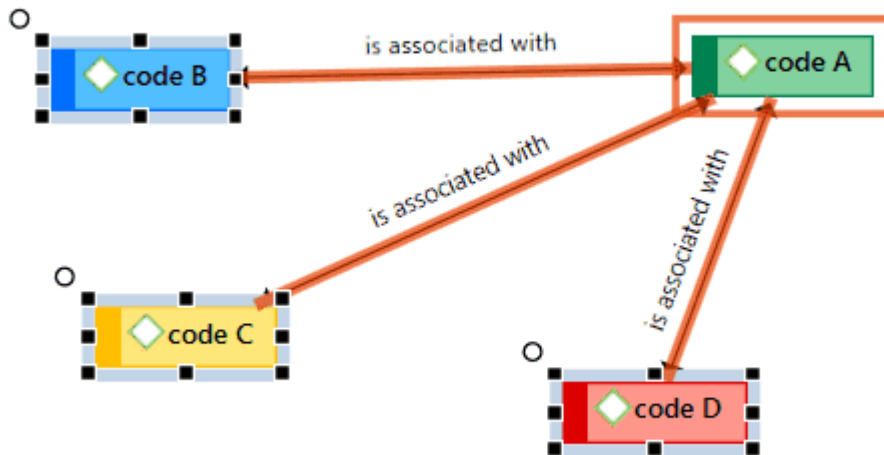 is associated with
code B
code A
is associated with
is associated with
code C
code D